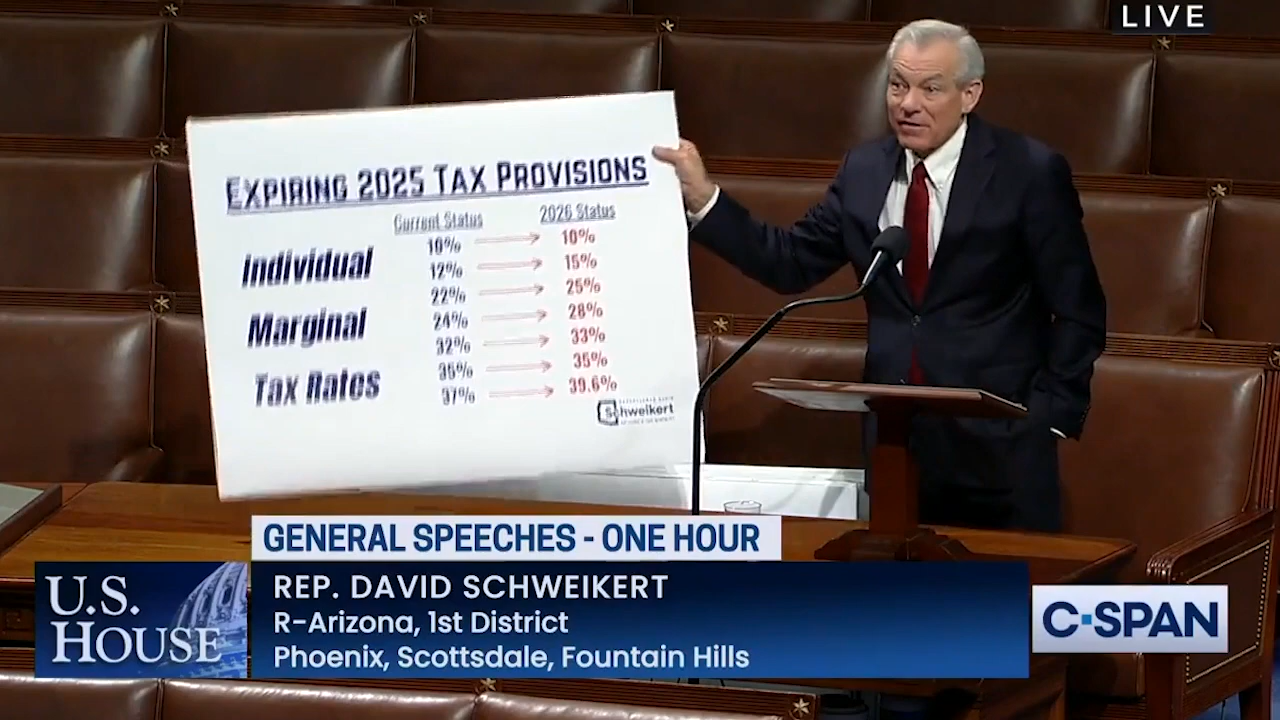 LIVE
EXPIRING 2025 TAX PROVISIONS
Current Status 2026 Status
Individual
Marginal
Tax Rates
10% 10%
12% 15%
22% 25%
24% 28%
32% 33%
35% 35%
37% 39.6%
Schweikert
GENERAL SPEECHES - ONE HOUR
U.S.
HOUSE
REP. DAVID SCHWEIKERT
R-Arizona, 1st District
Phoenix, Scottsdale, Fountain Hills
C-SPAN